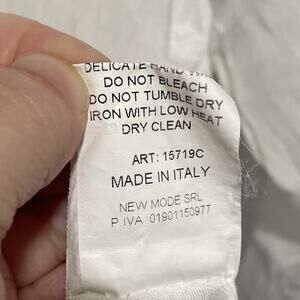 DELICATE HAND
DO NOT BLEACH
DO NOT TUMBLE DRY
IRON WITH LOW HEAT
DRY CLEAN
ART: 15719C
MADE IN ITALY
NEW MODE SRL
P.IVA :01901150977